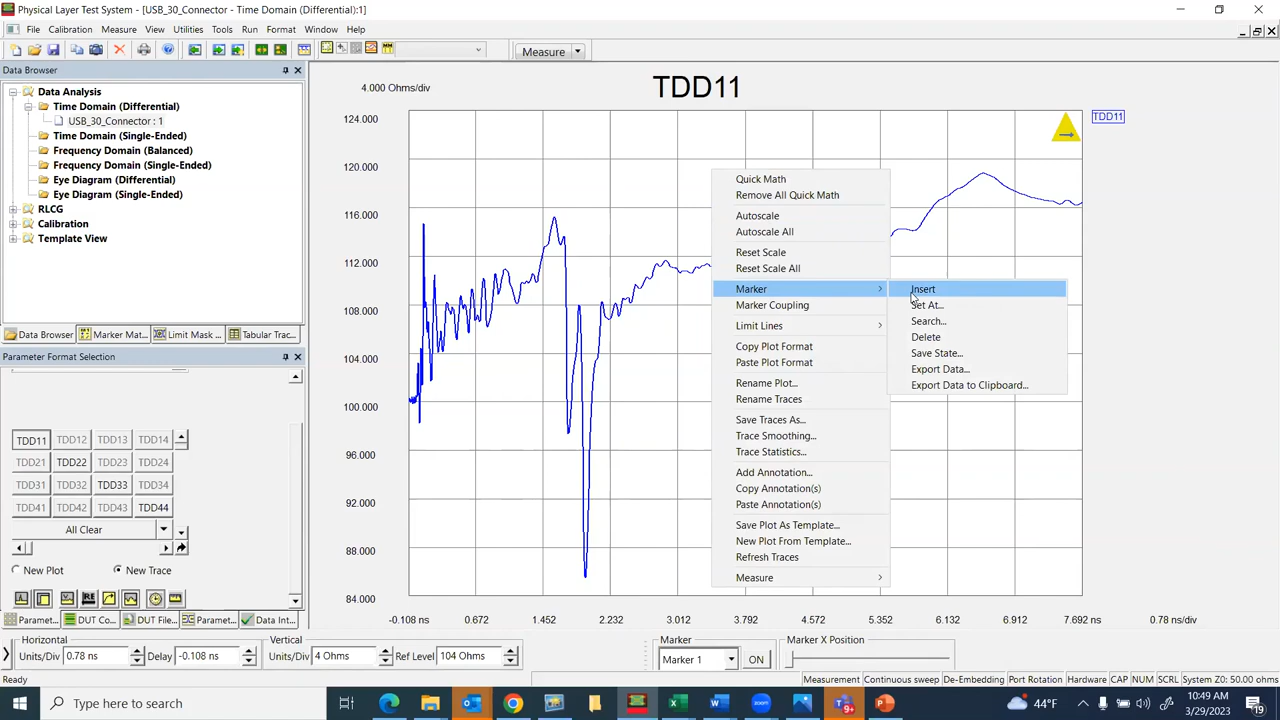 Physical Layer Test System - [USB_30_Connector - Time Domain (Differential):1]
File Calibration Measure View Utilities Tools Run Format Window Help
Measure
Data Browser
Data Analysis
Time Domain (Differential)
USB_30_Connector : 1
Time Domain (Single-Ended)
Frequency Domain (Balanced)
Frequency Domain (Single-Ended)
Eye Diagram (Differential)
Eye Diagram (Single-Ended)
RLCG
Calibration
Template View
Data Browser Marker Mat... Limit Mask ... Tabular Trac...
Parameter Format Selection
TDD11 TDD12 TDD13 TDD14
TDD21 TDD22 TDD23 TDD24
TDD31 TDD32 TDD33 TDD34
TDD41 TDD42 TDD43 TDD44
All Clear
New Plot New Trace
Paramet... DUT Co... DUT File... Paramet... Data Int...
4.000 Ohms/div
TDD11
TDD11
124.000
120.000
116.000
112.000
108.000
104.000
100.000
96.000
92.000
88.000
84.000
-0.108 ns 0.672 1.452 2.232 3.012 3.792 4.572 5.352 6.132 6.912 7.692 ns 0.78 ns/div
Quick Math
Remove All Quick Math
Autoscale
Autoscale All
Reset Scale
Reset Scale All
Marker
Marker Coupling
Limit Lines
Copy Plot Format
Paste Plot Format
Rename Plot...
Rename Traces
Save Traces As...
Trace Smoothing...
Trace Statistics...
Add Annotation...
Copy Annotation(s)
Paste Annotation(s)
Save Plot As Template...
New Plot From Template...
Refresh Traces
Measure
Insert
Set At...
Search...
Delete
Save State...
Export Data...
Export Data to Clipboard...
Horizontal
Units/Div 0.78 ns Delay -0.108 ns
Vertical
Units/Div 4 Ohms Ref Level 104 Ohms
Marker
Marker 1 ON
Marker X Position
Ready
Measurement Continuous sweep De-Embedding Port Rotation Hardware CAP NUM SCRL System Z0: 50.00 ohms
Type here to search
44°F
10:49 AM
3/29/2023